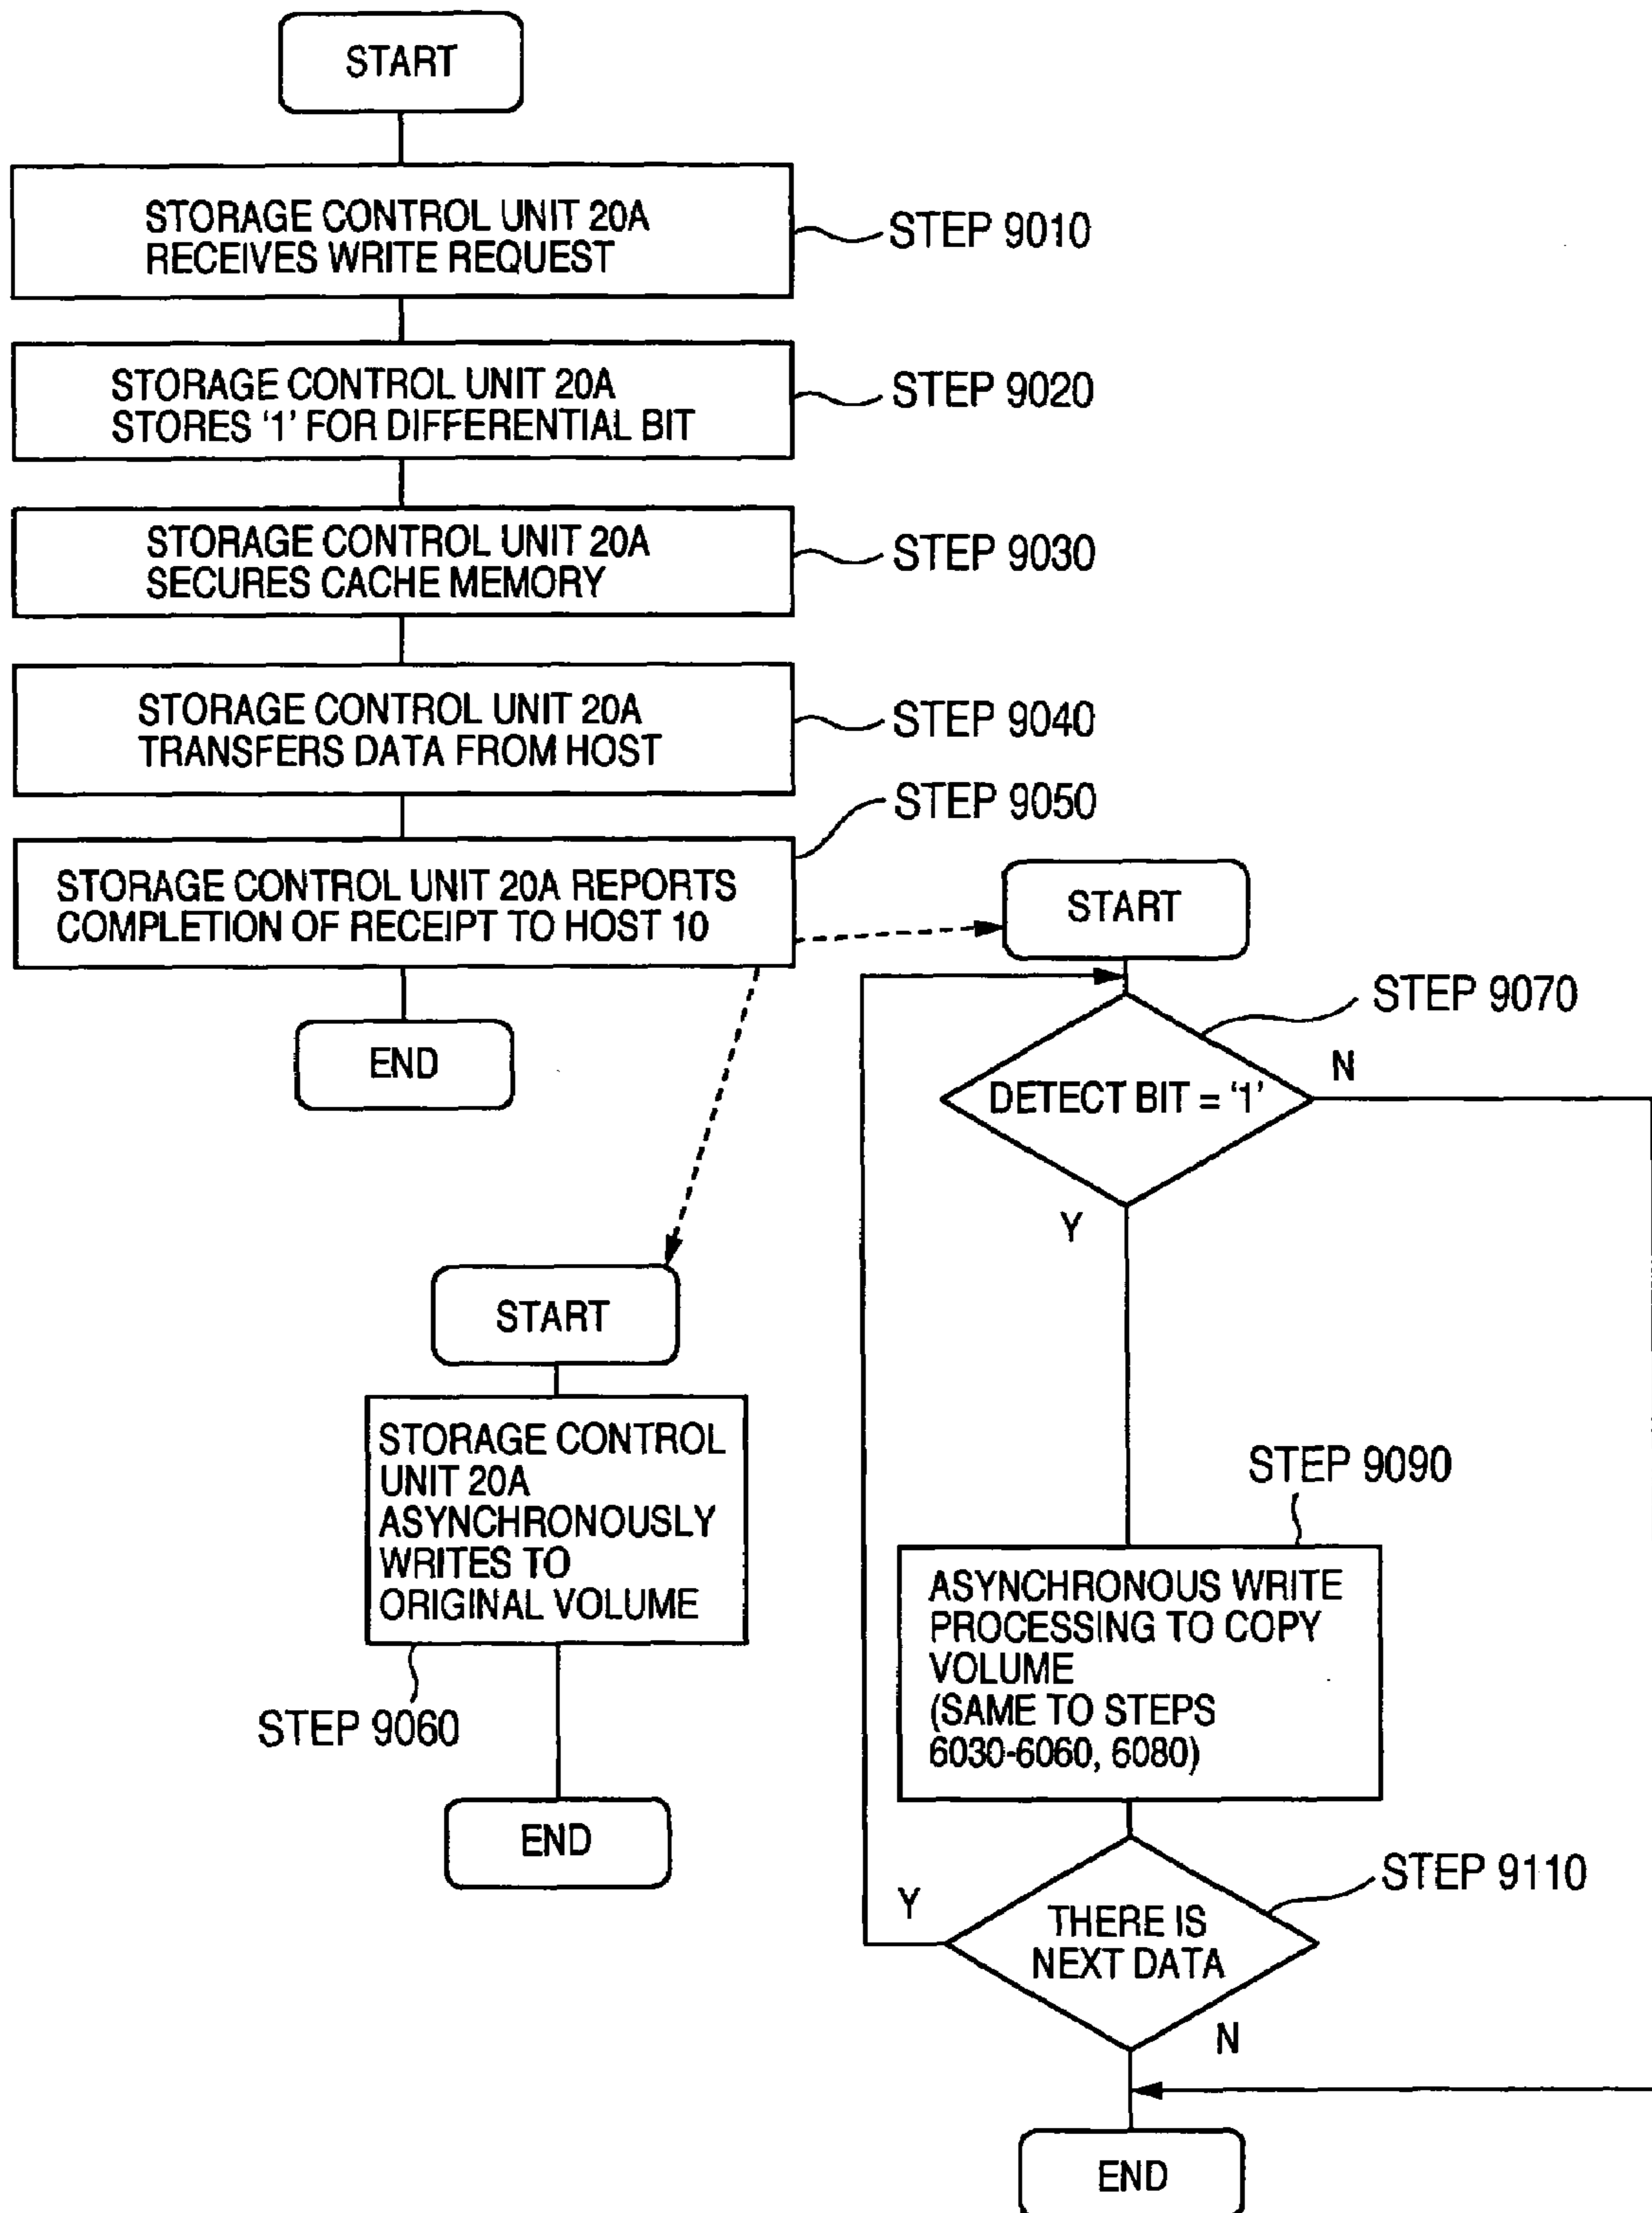 START
STORAGE CONTROL UNIT 20A
RECEIVES WRITE REQUEST
STEP 9010
STORAGE CONTROL UNIT 20A
STORES '1' FOR DIFFERENTIAL BIT
STEP 9020
STORAGE CONTROL UNIT 20A
SECURES CACHE MEMORY
STEP 9030
STORAGE CONTROL UNIT 20A
TRANSFERS DATA FROM HOST
STEP 9040
STORAGE CONTROL UNIT 20A REPORTS
COMPLETION OF RECEIPT TO HOST 10
STEP 9050
END
START
STORAGE CONTROL
UNIT 20A
ASYNCHRONOUSLY
WRITES TO
ORIGINAL VOLUME
STEP 9060
END
START
DETECT BIT = '1'
STEP 9070
N
Y
STEP 9090
ASYNCHRONOUS WRITE
PROCESSING TO COPY
VOLUME
(SAME TO STEPS
6030-6060, 6080)
THERE IS
NEXT DATA
STEP 9110
Y
N
END